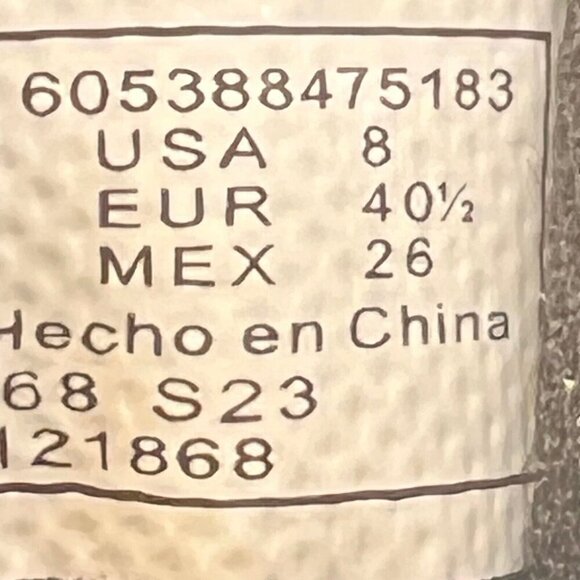 605388475183
USA 8
EUR 40½
MEX 26
Hecho en China
68 S23
121868